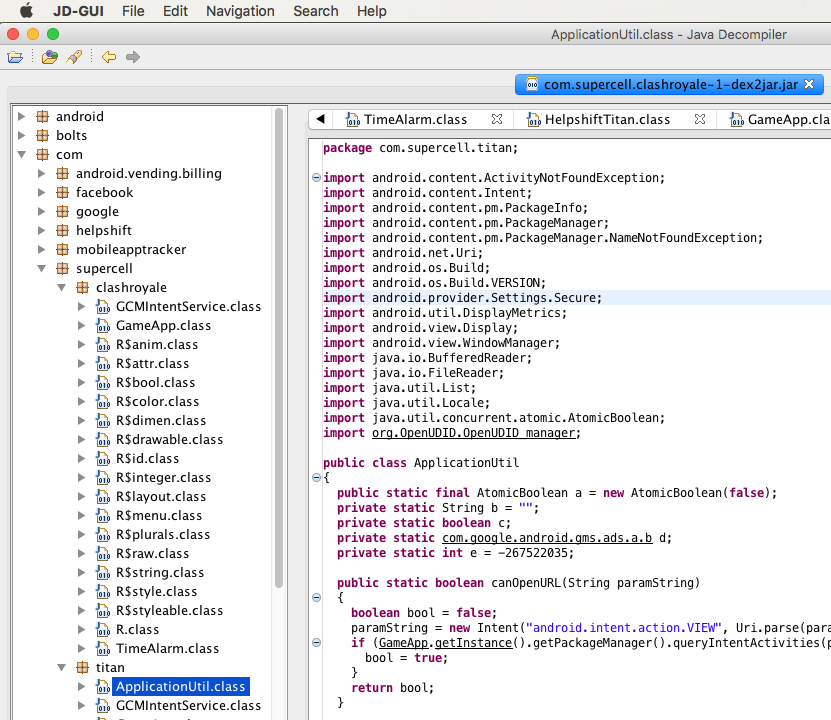 JD-GUI File Edit Navigation Search Help
ApplicationUtil.class - Java Decompiler
com.supercell.clashroyale-1-dex2jar.jar
android
bolts
com
android.vending.billing
facebook
google
helpshift
mobileapptracker
supercell
clashroyale
GCMIntentService.class
GameApp.class
R$anim.class
R$attr.class
R$bool.class
R$color.class
R$dimen.class
R$drawable.class
R$id.class
R$integer.class
R$layout.class
R$menu.class
R$plurals.class
R$raw.class
R$string.class
R$style.class
R$styleable.class
R.class
TimeAlarm.class
titan
ApplicationUtil.class
GCMIntentService.class
TimeAlarm.class HelpshiftTitan.class GameApp.cla
package com.supercell.titan;
import android.content.ActivityNotFoundException;
import android.content.Intent;
import android.content.pm.PackageInfo;
import android.content.pm.PackageManager;
import android.content.pm.PackageManager.NameNotFoundException;
import android.net.Uri;
import android.os.Build;
import android.os.Build.VERSION;
import android.provider.Settings.Secure;
import android.util.DisplayMetrics;
import android.view.Display;
import android.view.WindowManager;
import java.io.BufferedReader;
import java.io.FileReader;
import java.util.List;
import java.util.Locale;
import java.util.concurrent.atomic.AtomicBoolean;
import org.OpenUDID.OpenUDID_manager;
public class ApplicationUtil
{
public static final AtomicBoolean a = new AtomicBoolean(false);
private static String b = "";
private static boolean c;
private static com.google.android.gms.ads.a.b d;
private static int e = -267522035;
public static boolean canOpenURL(String paramString)
{
boolean bool = false;
paramString = new Intent("android.intent.action.VIEW", Uri.parse(para
if (GameApp.getInstance().getPackageManager().queryIntentActivities(p
bool = true;
}
return bool;
}